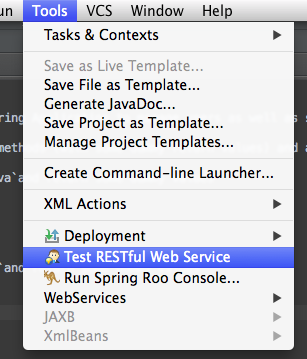 un Tools VCS Window Help
Tasks & Contexts
Save as Live Template...
Save File as Template...
Generate JavaDoc...
Save Project as Template...
Manage Project Templates...
Create Command-line Launcher...
XML Actions
Deployment
Test RESTful Web Service
Run Spring Roo Console...
WebServices
JAXB
XmlBeans